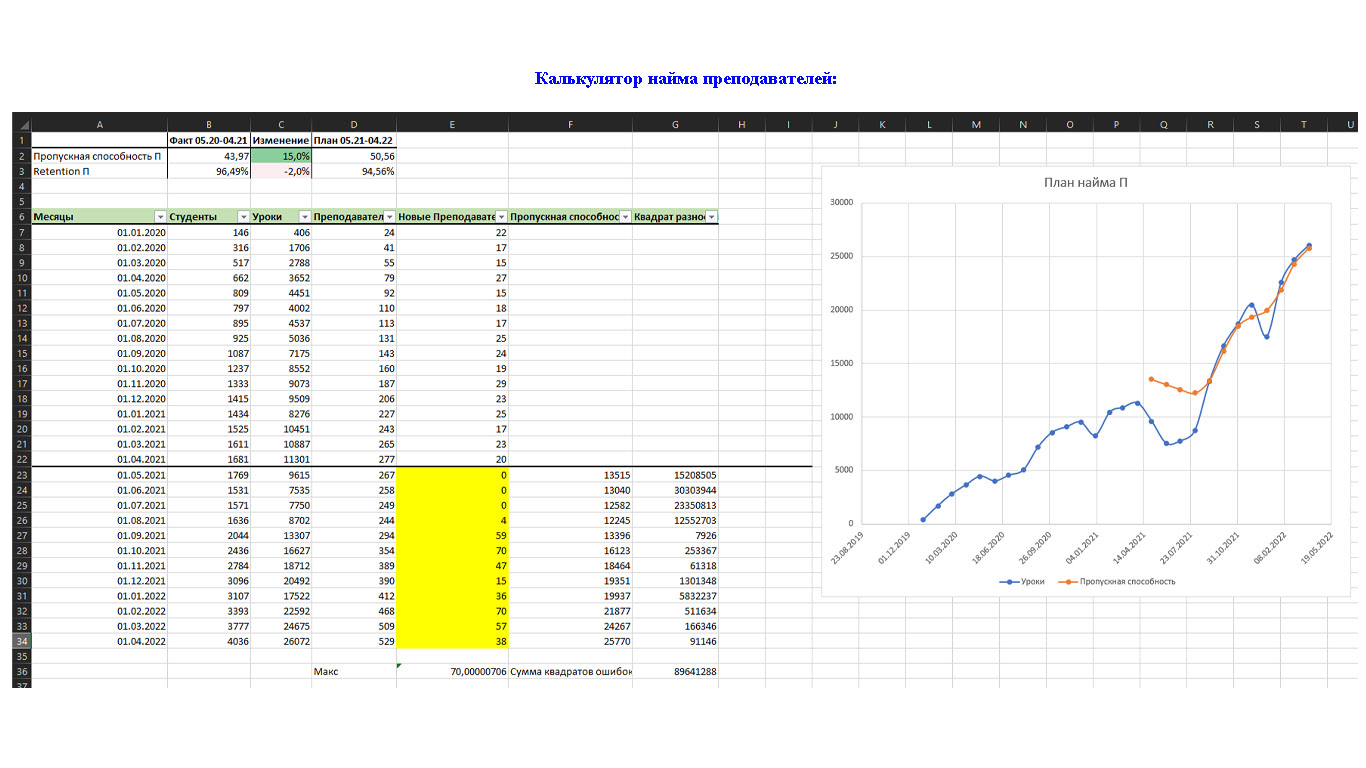 Калькулятор найма преподавателей:
A B C D E F G H I J K L M N O P Q R S T U
1 Факт 05.20-04.21 Изменение План 05.21-04.22
2 Пропускная способность П 43,97 15,0% 50,56
3 Retention П 96,49% -2,0% 94,56%
4
5
6 Месяцы Студенты Уроки Преподавател Новые Преподавате Пропускная способнос Квадрат разно
7 01.01.2020 146 406 24 22
8 01.02.2020 316 1706 41 17
9 01.03.2020 517 2788 55 15
10 01.04.2020 662 3652 79 27
11 01.05.2020 809 4451 92 15
12 01.06.2020 797 4002 110 18
13 01.07.2020 895 4537 113 17
14 01.08.2020 925 5036 131 25
15 01.09.2020 1087 7175 143 24
16 01.10.2020 1237 8552 160 19
17 01.11.2020 1333 9073 187 29
18 01.12.2020 1415 9509 206 23
19 01.01.2021 1434 8276 227 25
20 01.02.2021 1525 10451 243 17
21 01.03.2021 1611 10887 265 23
22 01.04.2021 1681 11301 277 20
23 01.05.2021 1769 9615 267 0 13515 15208505
24 01.06.2021 1531 7535 258 0 13040 30303944
25 01.07.2021 1571 7750 249 0 12582 23350813
26 01.08.2021 1636 8702 244 4 12245 12552703
27 01.09.2021 2044 13307 294 59 13396 7926
28 01.10.2021 2436 16627 354 70 16123 253367
29 01.11.2021 2784 18712 389 47 18464 61318
30 01.12.2021 3096 20492 390 15 19351 1301348
31 01.01.2022 3107 17522 412 36 19937 5832237
32 01.02.2022 3393 22592 468 70 21877 511634
33 01.03.2022 3777 24675 509 57 24267 166346
34 01.04.2022 4036 26072 529 38 25770 91146
35
36 Макс 70,00000706 Сумма квадратов ошибок 89641288
37
План найма П
30000
25000
20000
15000
10000
5000
0
23.08.2019 01.12.2019 10.03.2020 18.06.2020 26.09.2020 04.01.2021 14.04.2021 23.07.2021 31.10.2021 08.02.2022 19.05.2022
Уроки Пропускная способность